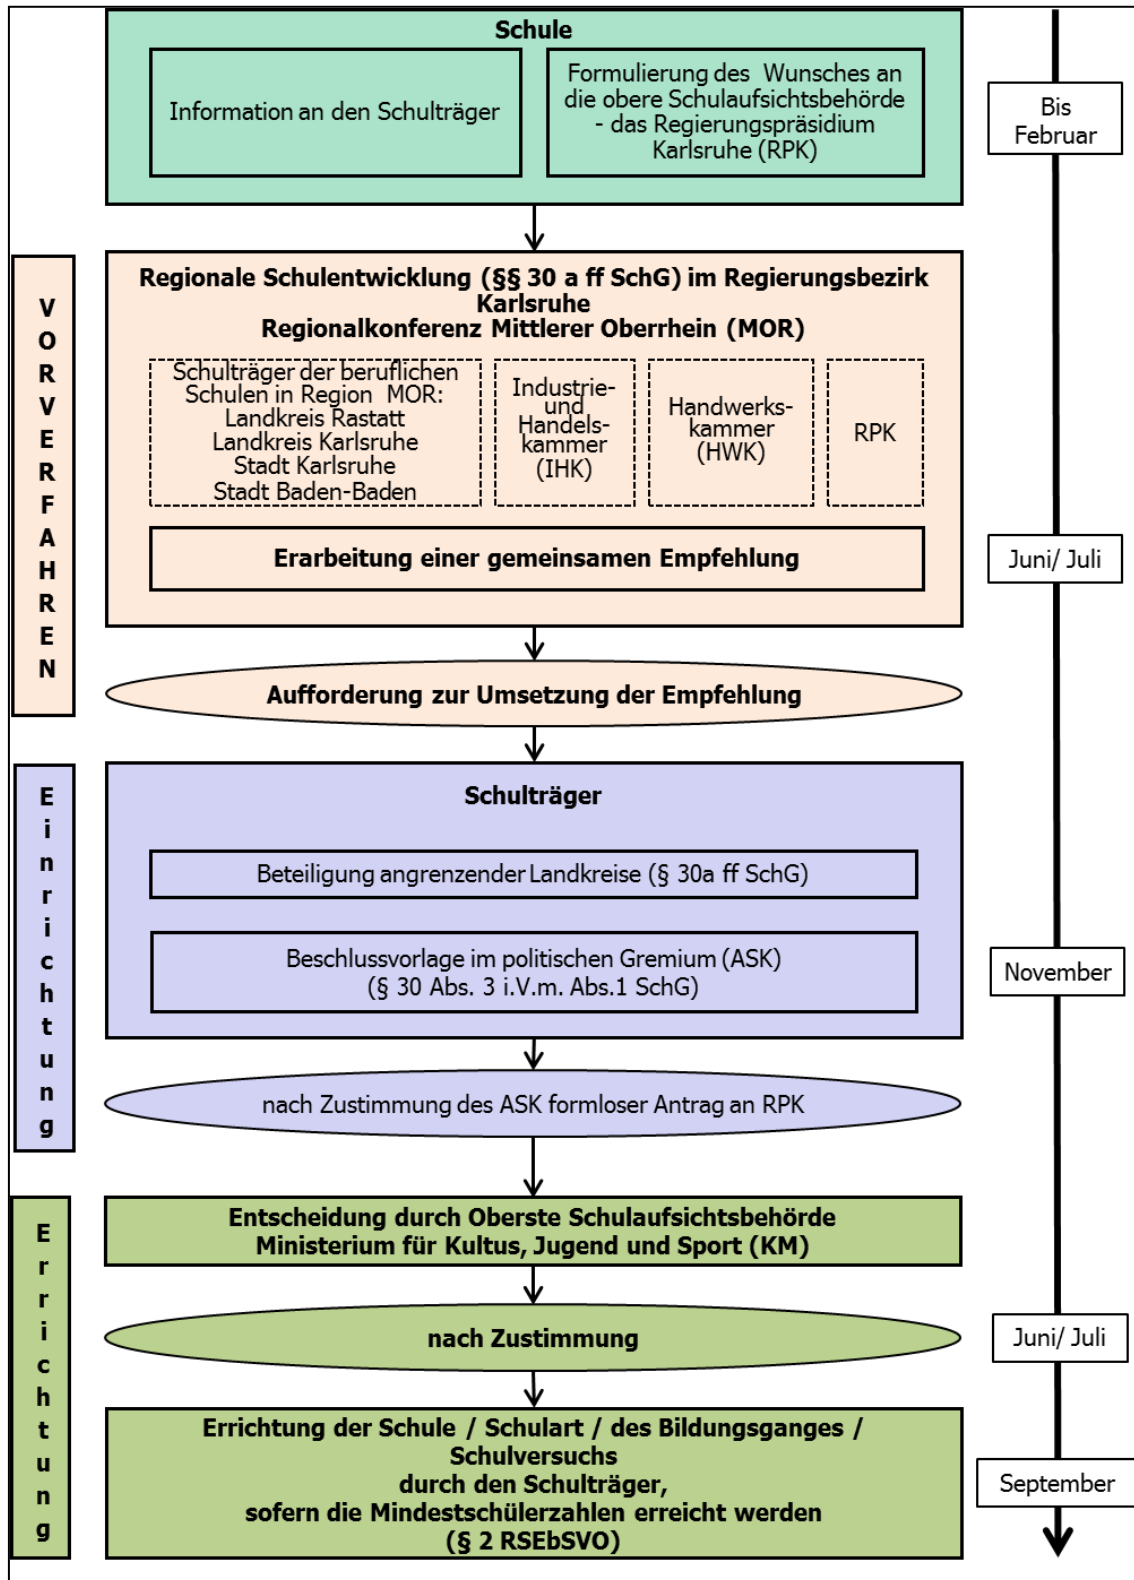 Schule
Information an den Schulträger
Formulierung des Wunsches an
die obere Schulaufsichtsbehörde
- das Regierungspräsidium
Karlsruhe (RPK)
Bis
Februar
VORVERFAHREN
Regionale Schulentwicklung (§§ 30 a ff SchG) im Regierungsbezirk
Karlsruhe
Regionalkonferenz Mittlerer Oberrhein (MOR)
Schulträger der beruflichen
Schulen in Region MOR:
Landkreis Rastatt
Landkreis Karlsruhe
Stadt Karlsruhe
Stadt Baden-Baden
Industrie-
und
Handels-
kammer
(IHK)
Handwerks-
kammer
(HWK)
RPK
Erarbeitung einer gemeinsamen Empfehlung
Juni/ Juli
Aufforderung zur Umsetzung der Empfehlung
Einrichtung
Schulträger
Beteiligung angrenzender Landkreise (§ 30a ff SchG)
Beschlussvorlage im politischen Gremium (ASK)
(§ 30 Abs. 3 i.V.m. Abs.1 SchG)
November
nach Zustimmung des ASK formloser Antrag an RPK
Errichtung
Entscheidung durch Oberste Schulaufsichtsbehörde
Ministerium für Kultus, Jugend und Sport (KM)
nach Zustimmung
Juni/ Juli
Errichtung der Schule / Schulart / des Bildungsganges /
Schulversuchs
durch den Schulträger,
sofern die Mindestschülerzahlen erreicht werden
(§ 2 RSEbSVO)
September